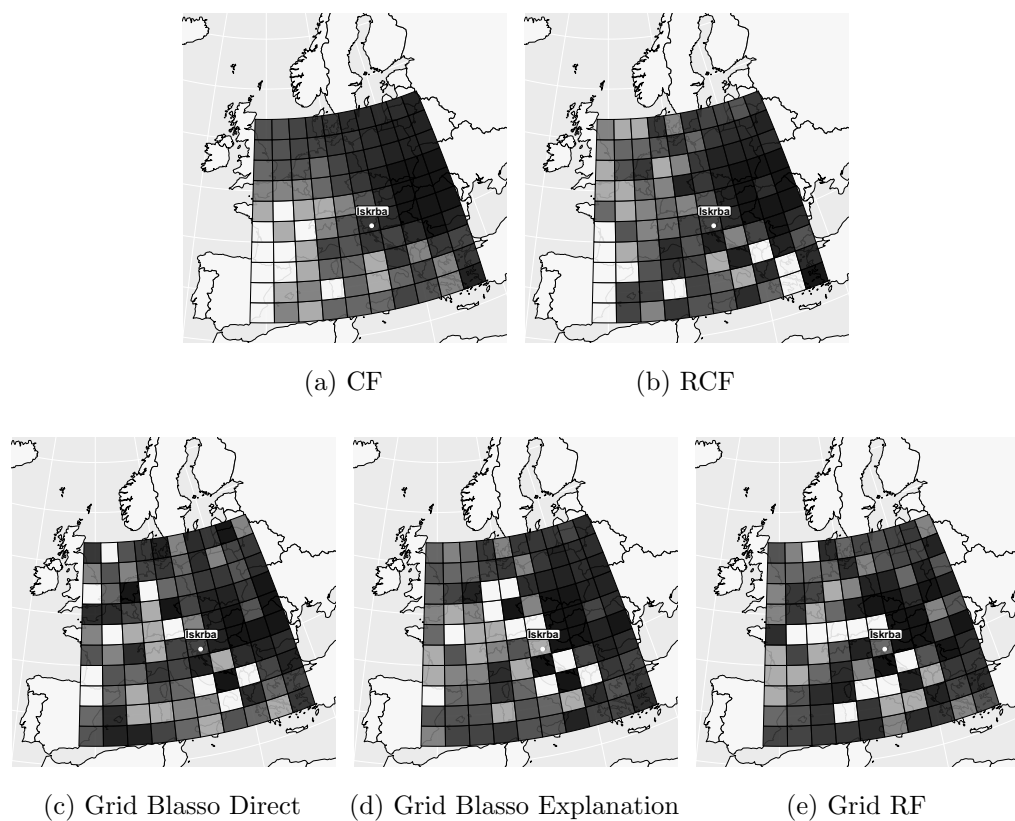 Iskrba
Iskrba
(a) CF
(b) RCF
Iskrba
Iskrba
Iskrba
(c) Grid Blasso Direct
(d) Grid Blasso Explanation
(e) Grid RF